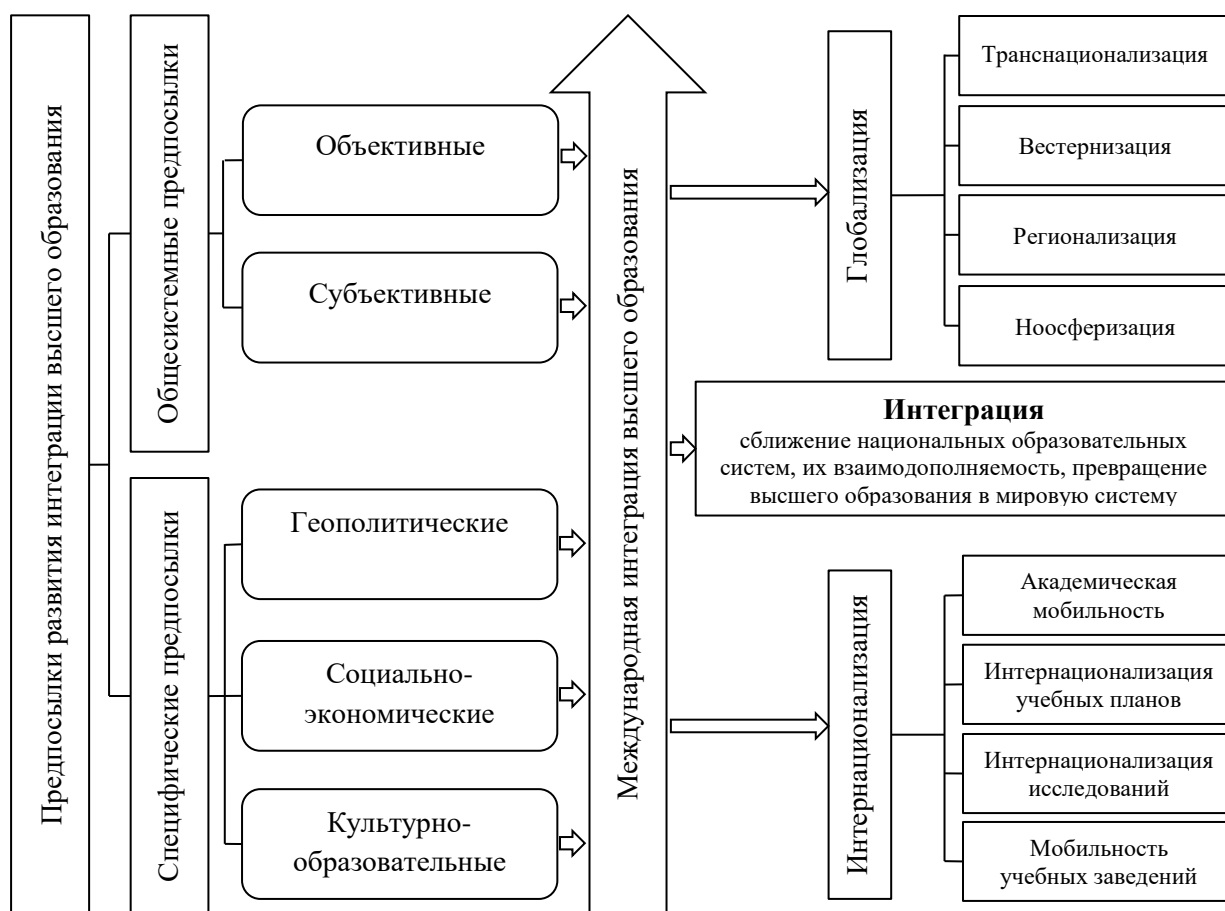 Предпосылки развития интеграции высшего образования
Общесистемные предпосылки
Объективные
Субъективные
Специфические предпосылки
Геополитические
Социально-
экономические
Культурно-
образовательные
Международная интеграция высшего образования
Глобализация
Транснационализация
Вестернизация
Регионализация
Ноосферизация
Интеграция
сближение национальных образовательных
систем, их взаимодополняемость, превращение
высшего образования в мировую систему
Интернационализация
Академическая
мобильность
Интернационализация
учебных планов
Интернационализация
исследований
Мобильность
учебных заведений